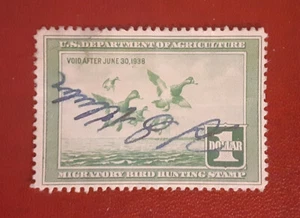 U.S. DEPARTMENT OF AGRICULTURE
VOID AFTER JUNE 30, 1938
1
DOLLAR
MIGRATORY BIRD HUNTING STAMP